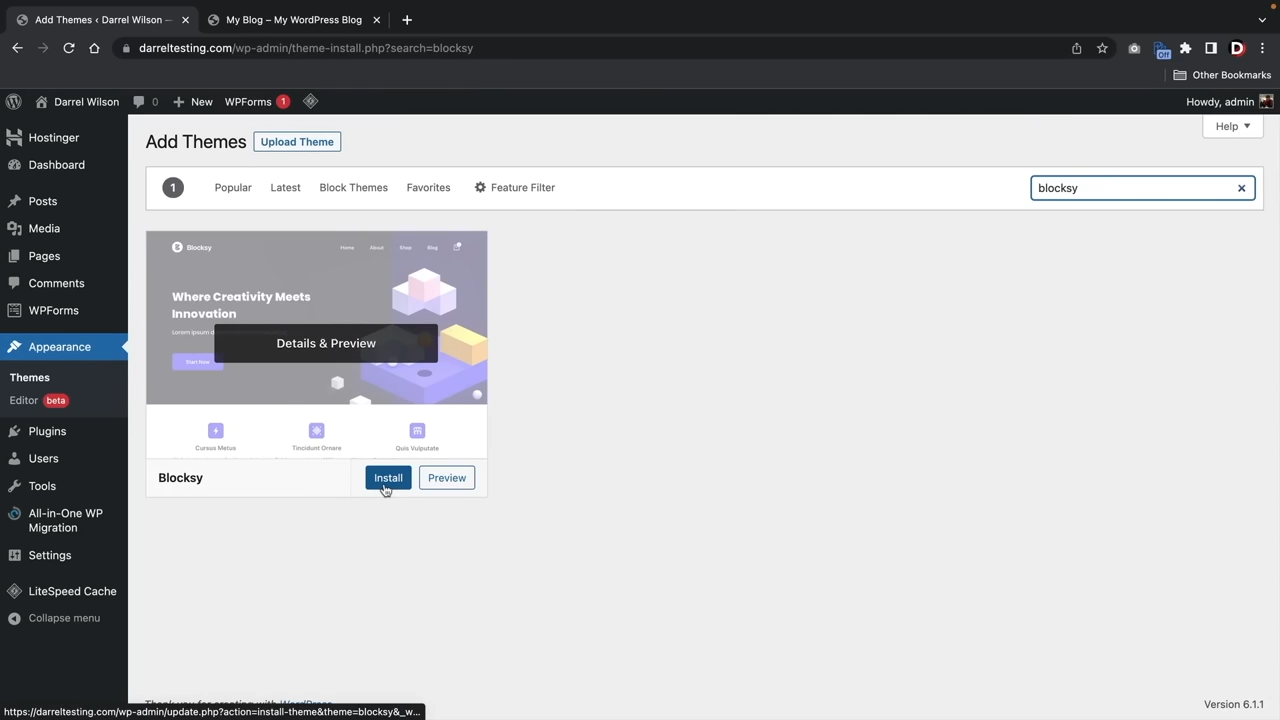 Add Themes ‹ Darrel Wilson —
My Blog – My WordPress Blog
darreltesting.com/wp-admin/theme-install.php?search=blocksy
Off
D
Other Bookmarks
Darrel Wilson
0
New
WPForms 1
Howdy, admin
Hostinger
Dashboard
Posts
Media
Pages
Comments
WPForms
Appearance
Themes
Editor beta
Plugins
Users
Tools
All-in-One WP
Migration
Settings
LiteSpeed Cache
Collapse menu
Add Themes
Upload Theme
Help
1
Popular
Latest
Block Themes
Favorites
Feature Filter
blocksy
Blocksy
Home
About
Shop
Blog
Where Creativity Meets
Innovation
Lorem ipsum d
Details & Preview
Start Now
Cursus Metus
Tincidunt Ornare
Quis Vulputate
Blocksy
Install
Preview
WordPress
Version 6.1.1
https://darreltesting.com/wp-admin/update.php?action=install-theme&theme=blocksy&_w...